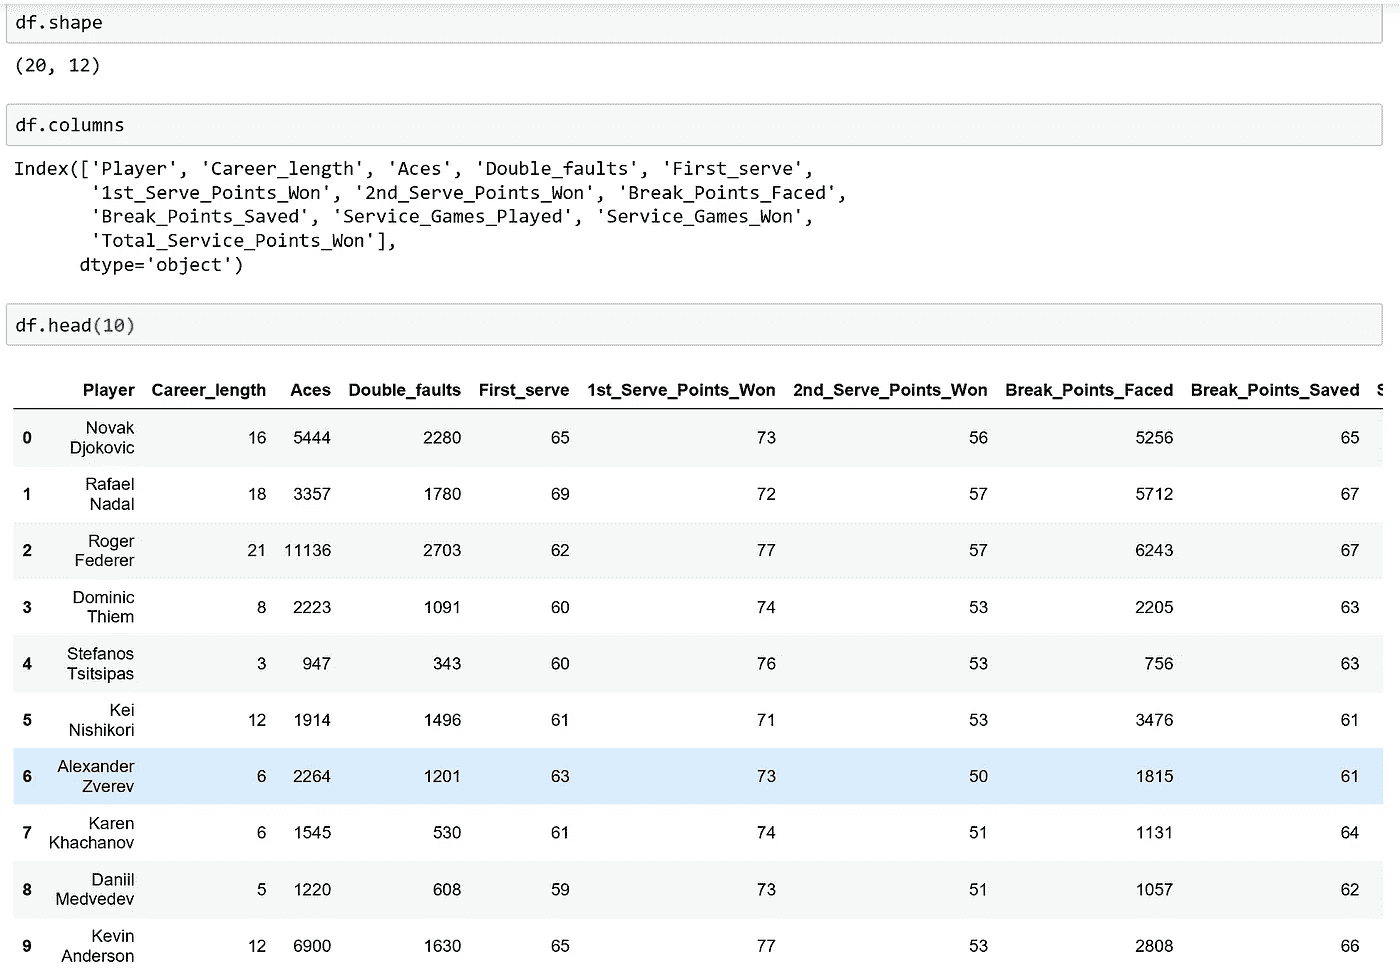 df.shape
(20, 12)
df.columns
Index(['Player', 'Career_length', 'Aces', 'Double_faults', 'First_serve',
'1st_Serve_Points_Won', '2nd_Serve_Points_Won', 'Break_Points_Faced',
'Break_Points_Saved', 'Service_Games_Played', 'Service_Games_Won',
'Total_Service_Points_Won'],
dtype='object')
df.head(10)
Player Career_length Aces Double_faults First_serve 1st_Serve_Points_Won 2nd_Serve_Points_Won Break_Points_Faced Break_Points_Saved
0 Novak Djokovic 16 5444 2280 65 73 56 5256 65
1 Rafael Nadal 18 3357 1780 69 72 57 5712 67
2 Roger Federer 21 11136 2703 62 77 57 6243 67
3 Dominic Thiem 8 2223 1091 60 74 53 2205 63
4 Stefanos Tsitsipas 3 947 343 60 76 53 756 63
5 Kei Nishikori 12 1914 1496 61 71 53 3476 61
6 Alexander Zverev 6 2264 1201 63 73 50 1815 61
7 Karen Khachanov 6 1545 530 61 74 51 1131 64
8 Daniil Medvedev 5 1220 608 59 73 51 1057 62
9 Kevin Anderson 12 6900 1630 65 77 53 2808 66